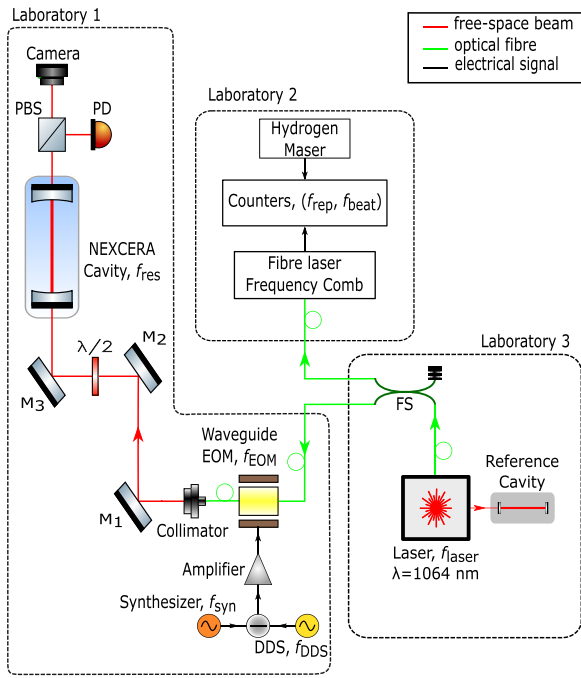 Laboratory 1
Camera
PBS
PD
NEXCERA
Cavity, fres
λ/2
M2
M3
M1
Collimator
Waveguide
EOM, fEOM
Amplifier
Synthesizer, fsyn
DDS, fDDS
free-space beam
optical fibre
electrical signal
Laboratory 2
Hydrogen
Maser
Counters, (frep, fbeat)
Fibre laser
Frequency Comb
Laboratory 3
FS
Reference
Cavity
Laser, flaser
λ=1064 nm